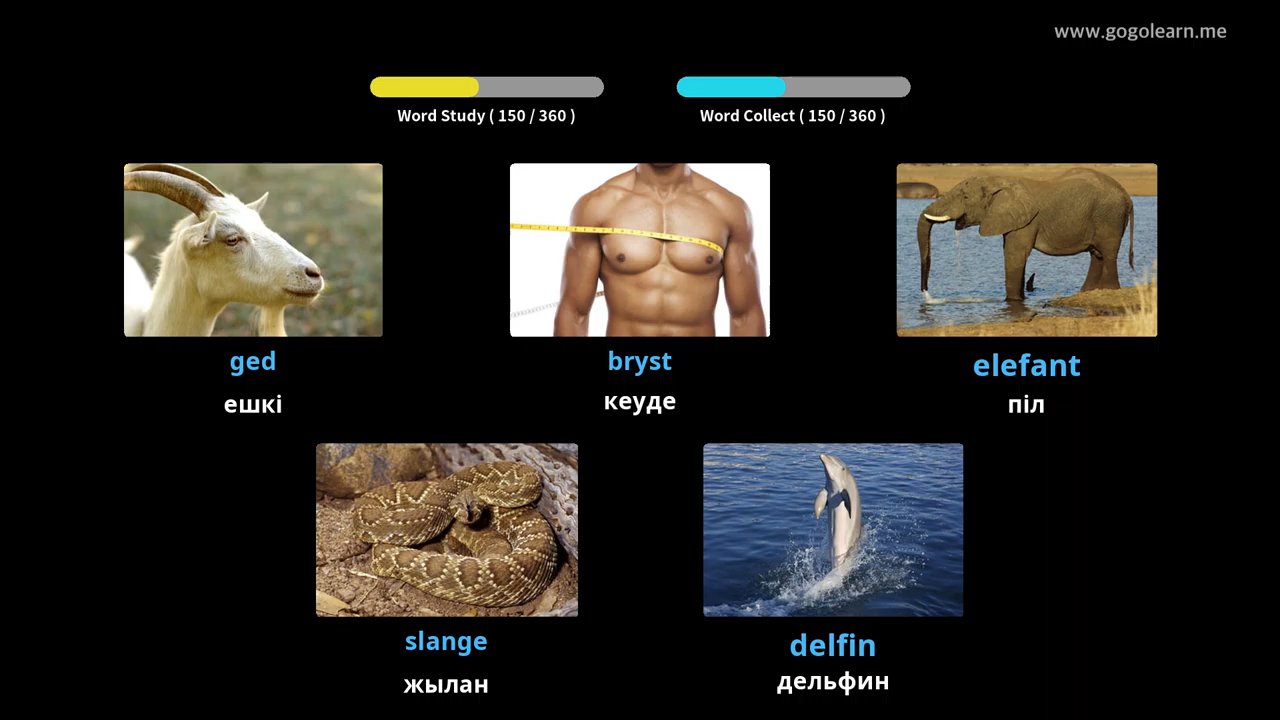 www.gogolearn.me
Word Study ( 150 / 360 )
Word Collect ( 150 / 360 )
ged
ешкі
bryst
кеуде
elefant
піл
slange
жылан
delfin
дельфин